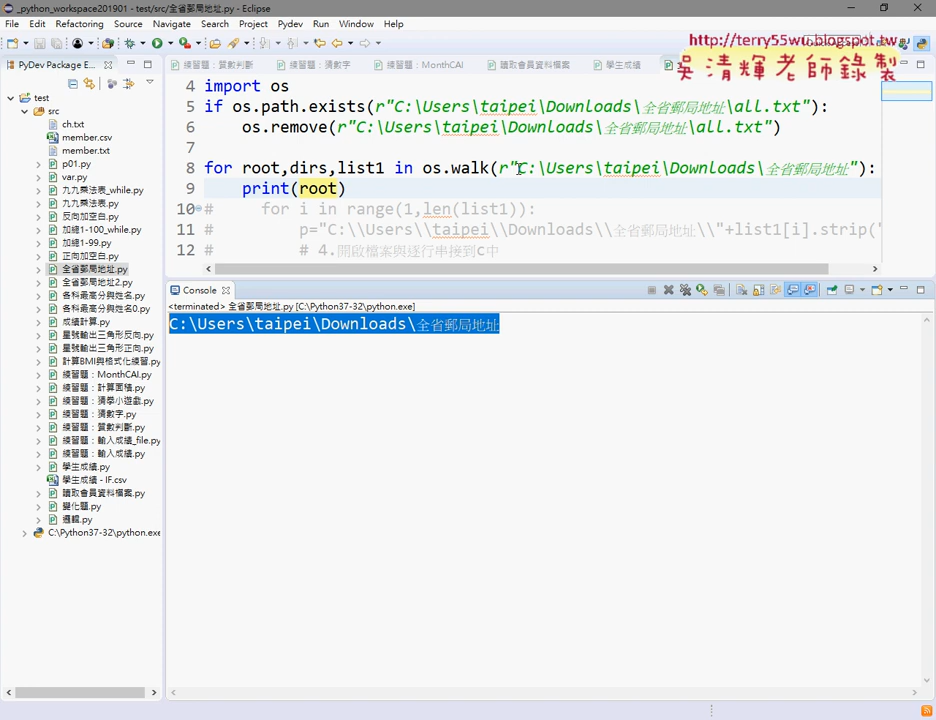 _python_workspace201901 - test/src/全省郵局地址.py - Eclipse
File Edit Refactoring Source Navigate Search Project Pydev Run Window Help
http://terry55wu.blogspot.tw
吳清輝老師錄製
PyDev Package E...
練習題：質數判斷
練習題：猜數字
練習題：MonthCAI
讀取會員資料檔案
學生成績
test
src
ch.txt
member.csv
member.txt
p01.py
var.py
九九乘法表_while.py
九九乘法表.py
反向加空白.py
加總1-100_while.py
加總1-99.py
正向加空白.py
全省郵局地址.py
全省郵局地址2.py
各科最高分與姓名.py
各科最高分與姓名0.py
成績計算.py
星號輸出三角形反向.py
星號輸出三角形正向.py
計算BMI與格式化練習.py
練習題：MonthCAI.py
練習題：計算面積.py
練習題：猜拳小遊戲.py
練習題：猜數字.py
練習題：質數判斷.py
練習題：輸入成績_file.py
練習題：輸入成績.py
學生成績.py
學生成績 - IF.csv
讀取會員資料檔案.py
變化題.py
邏輯.py
C:\Python37-32\python.exe
4 import os
5 if os.path.exists(r"C:\Users\taipei\Downloads\全省郵局地址\all.txt"):
6 os.remove(r"C:\Users\taipei\Downloads\全省郵局地址\all.txt")
7
8 for root,dirs,list1 in os.walk(r"C:\Users\taipei\Downloads\全省郵局地址"):
9 print(root)
10 # for i in range(1,len(list1)):
11 # p="C:\\Users\\taipei\\Downloads\\全省郵局地址\\"+list1[i].strip("
12 # # 4.開啟檔案與逐行串接到c中
Console
<terminated> 全省郵局地址.py [C:\Python37-32\python.exe]
C:\Users\taipei\Downloads\全省郵局地址